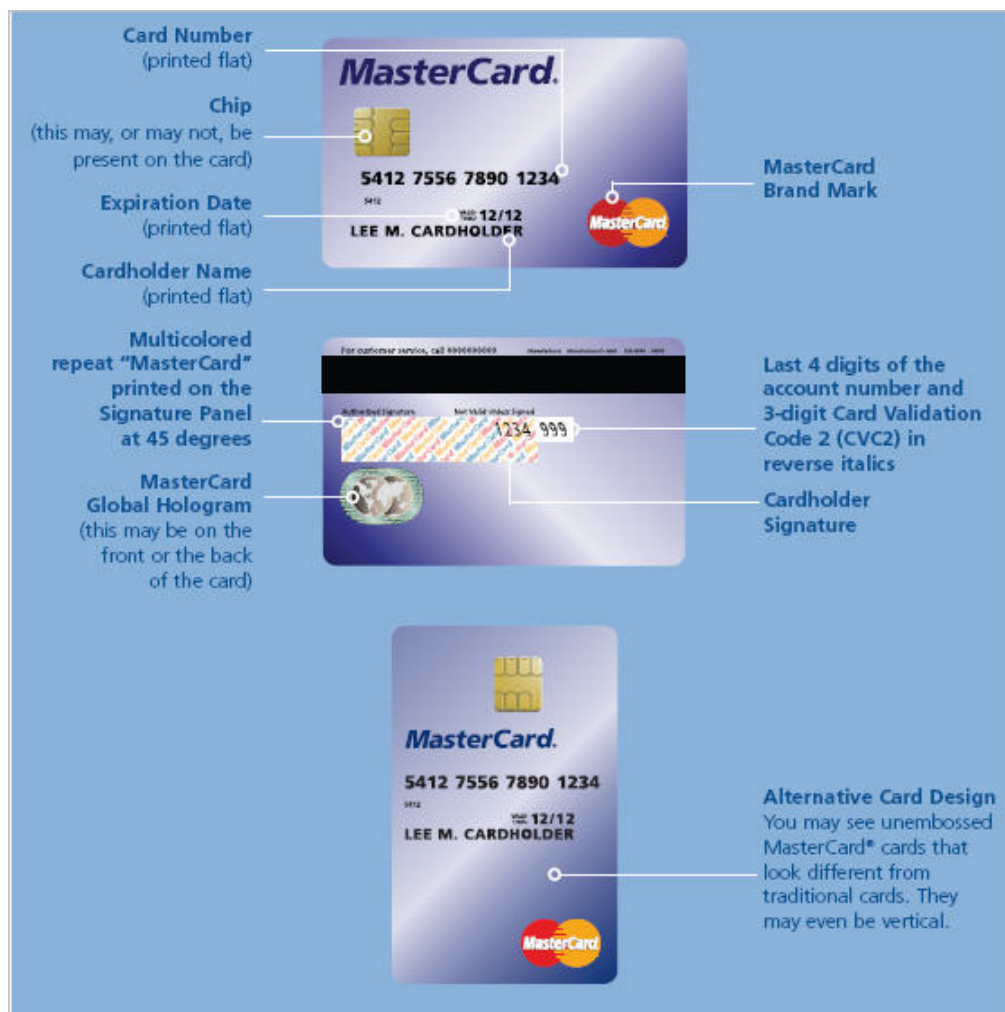 Card Number
(printed flat)
Chip
(this may, or may not, be
present on the card)
Expiration Date
(printed flat)
Cardholder Name
(printed flat)
MasterCard.
5412 7556 7890 1234
5412
12/12
LEE M. CARDHOLDER
MasterCard
MasterCard
Brand Mark
Multicolored
repeat “MasterCard”
printed on the
Signature Panel
at 45 degrees
MasterCard
Global Hologram
(this may be on the
front or the back
of the card)
For customer service, call
Authorized Signature Not Valid Unless Signed
1234 999
Last 4 digits of the
account number and
3-digit Card Validation
Code 2 (CVC2) in
reverse italics
Cardholder
Signature
MasterCard.
5412 7556 7890 1234
5412
12/12
LEE M. CARDHOLDER
MasterCard
Alternative Card Design
You may see unembossed
MasterCard® cards that
look different from
traditional cards. They
may even be vertical.